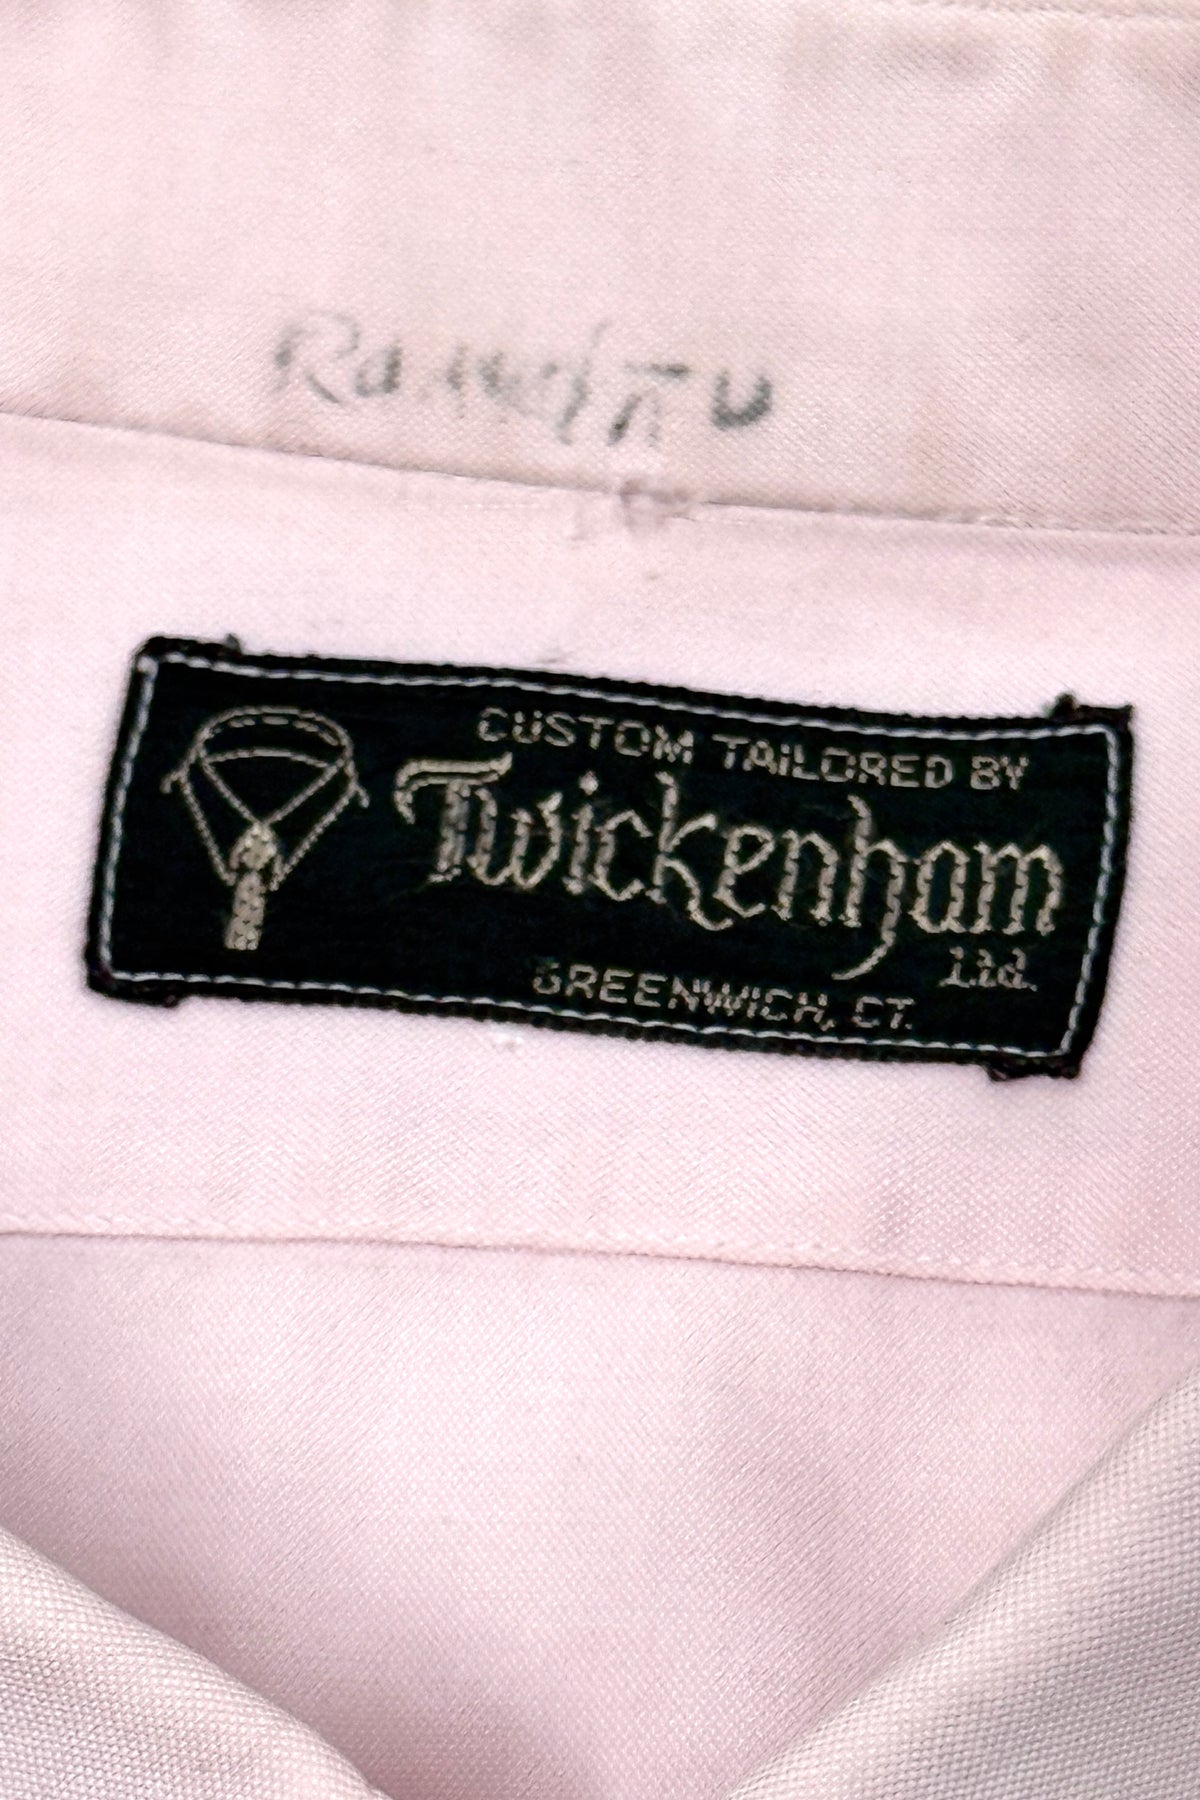 CUSTOM TAILORED BY
Twickenham
Ltd.
GREENWICH, CT.